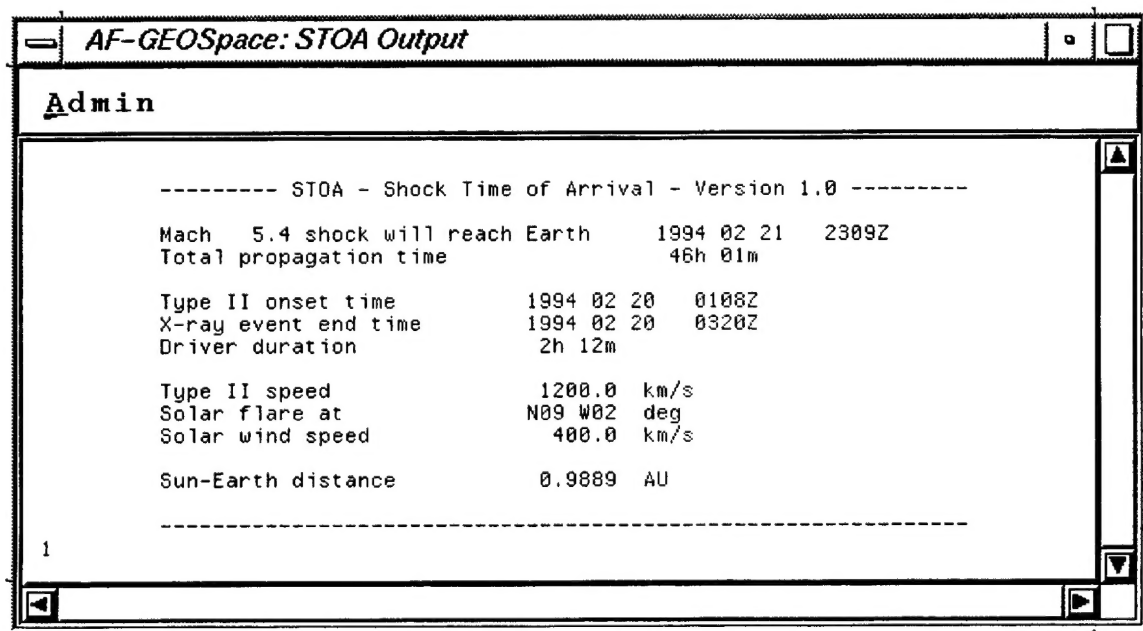 AF-GEOSpace: STOA Output
Admin
--------- STOA - Shock Time of Arrival - Version 1.0 ---------
Mach 5.4 shock will reach Earth 1994 02 21 2309Z
Total propagation time 46h 01m
Type II onset time 1994 02 20 0108Z
X-ray event end time 1994 02 20 0320Z
Driver duration 2h 12m
Type II speed 1200.0 km/s
Solar flare at N09 W02 deg
Solar wind speed 400.0 km/s
Sun-Earth distance 0.9889 AU
-------------------------------------------------------------
1